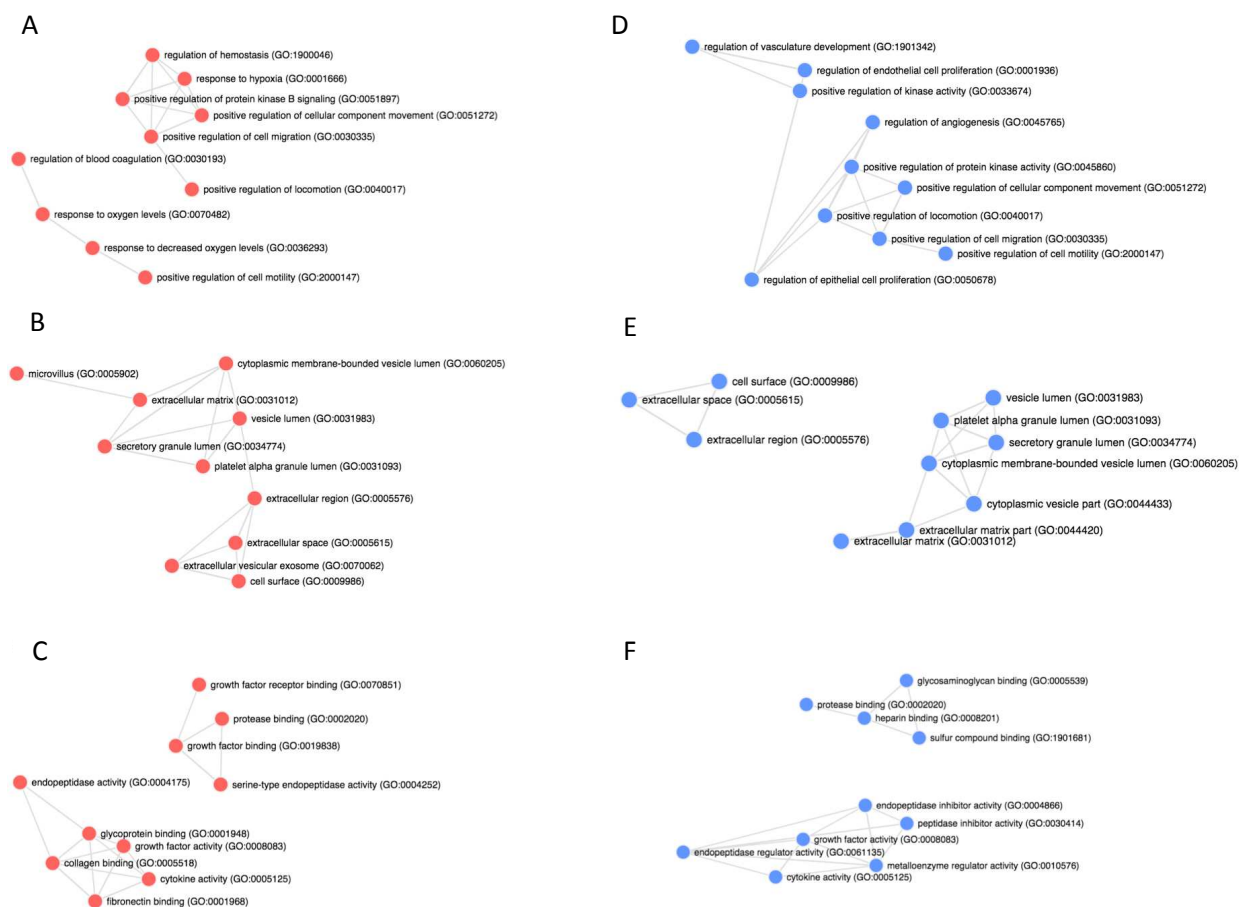 A
regulation of hemostasis (GO:1900046)
response to hypoxia (GO:0001666)
positive regulation of protein kinase B signaling (GO:0051897)
positive regulation of cellular component movement (GO:0051272)
positive regulation of cell migration (GO:0030335)
regulation of blood coagulation (GO:0030193)
positive regulation of locomotion (GO:0040017)
response to oxygen levels (GO:0070482)
response to decreased oxygen levels (GO:0036293)
positive regulation of cell motility (GO:2000147)
D
regulation of vasculature development (GO:1901342)
regulation of endothelial cell proliferation (GO:0001936)
positive regulation of kinase activity (GO:0033674)
regulation of angiogenesis (GO:0045765)
positive regulation of protein kinase activity (GO:0045860)
positive regulation of cellular component movement (GO:0051272)
positive regulation of locomotion (GO:0040017)
positive regulation of cell migration (GO:0030335)
positive regulation of cell motility (GO:2000147)
regulation of epithelial cell proliferation (GO:0050678)
B
cytoplasmic membrane-bounded vesicle lumen (GO:0060205)
microvillus (GO:0005902)
extracellular matrix (GO:0031012)
vesicle lumen (GO:0031983)
secretory granule lumen (GO:0034774)
platelet alpha granule lumen (GO:0031093)
extracellular region (GO:0005576)
extracellular space (GO:0005615)
extracellular vesicular exosome (GO:0070062)
cell surface (GO:0009986)
E
cell surface (GO:0009986)
extracellular space (GO:0005615)
extracellular region (GO:0005576)
vesicle lumen (GO:0031983)
platelet alpha granule lumen (GO:0031093)
secretory granule lumen (GO:0034774)
cytoplasmic membrane-bounded vesicle lumen (GO:0060205)
cytoplasmic vesicle part (GO:0044433)
extracellular matrix part (GO:0044420)
extracellular matrix (GO:0031012)
C
growth factor receptor binding (GO:0070851)
protease binding (GO:0002020)
growth factor binding (GO:0019838)
endopeptidase activity (GO:0004175)
serine-type endopeptidase activity (GO:0004252)
glycoprotein binding (GO:0001948)
growth factor activity (GO:0008083)
collagen binding (GO:0005518)
cytokine activity (GO:0005125)
fibronectin binding (GO:0001968)
F
glycosaminoglycan binding (GO:0005539)
protease binding (GO:0002020)
heparin binding (GO:0008201)
sulfur compound binding (GO:1901681)
endopeptidase inhibitor activity (GO:0004866)
peptidase inhibitor activity (GO:0030414)
growth factor activity (GO:0008083)
endopeptidase regulator activity (GO:0061135)
metalloenzyme regulator activity (GO:0010576)
cytokine activity (GO:0005125)